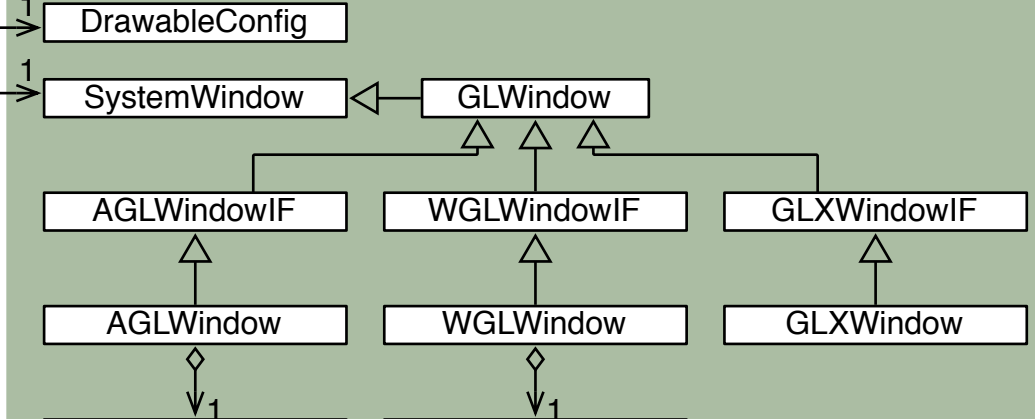 1
DrawableConfig
1
SystemWindow
GLWindow
AGLWindowIF
WGLWindowIF
GLXWindowIF
AGLWindow
WGLWindow
GLXWindow
1
1